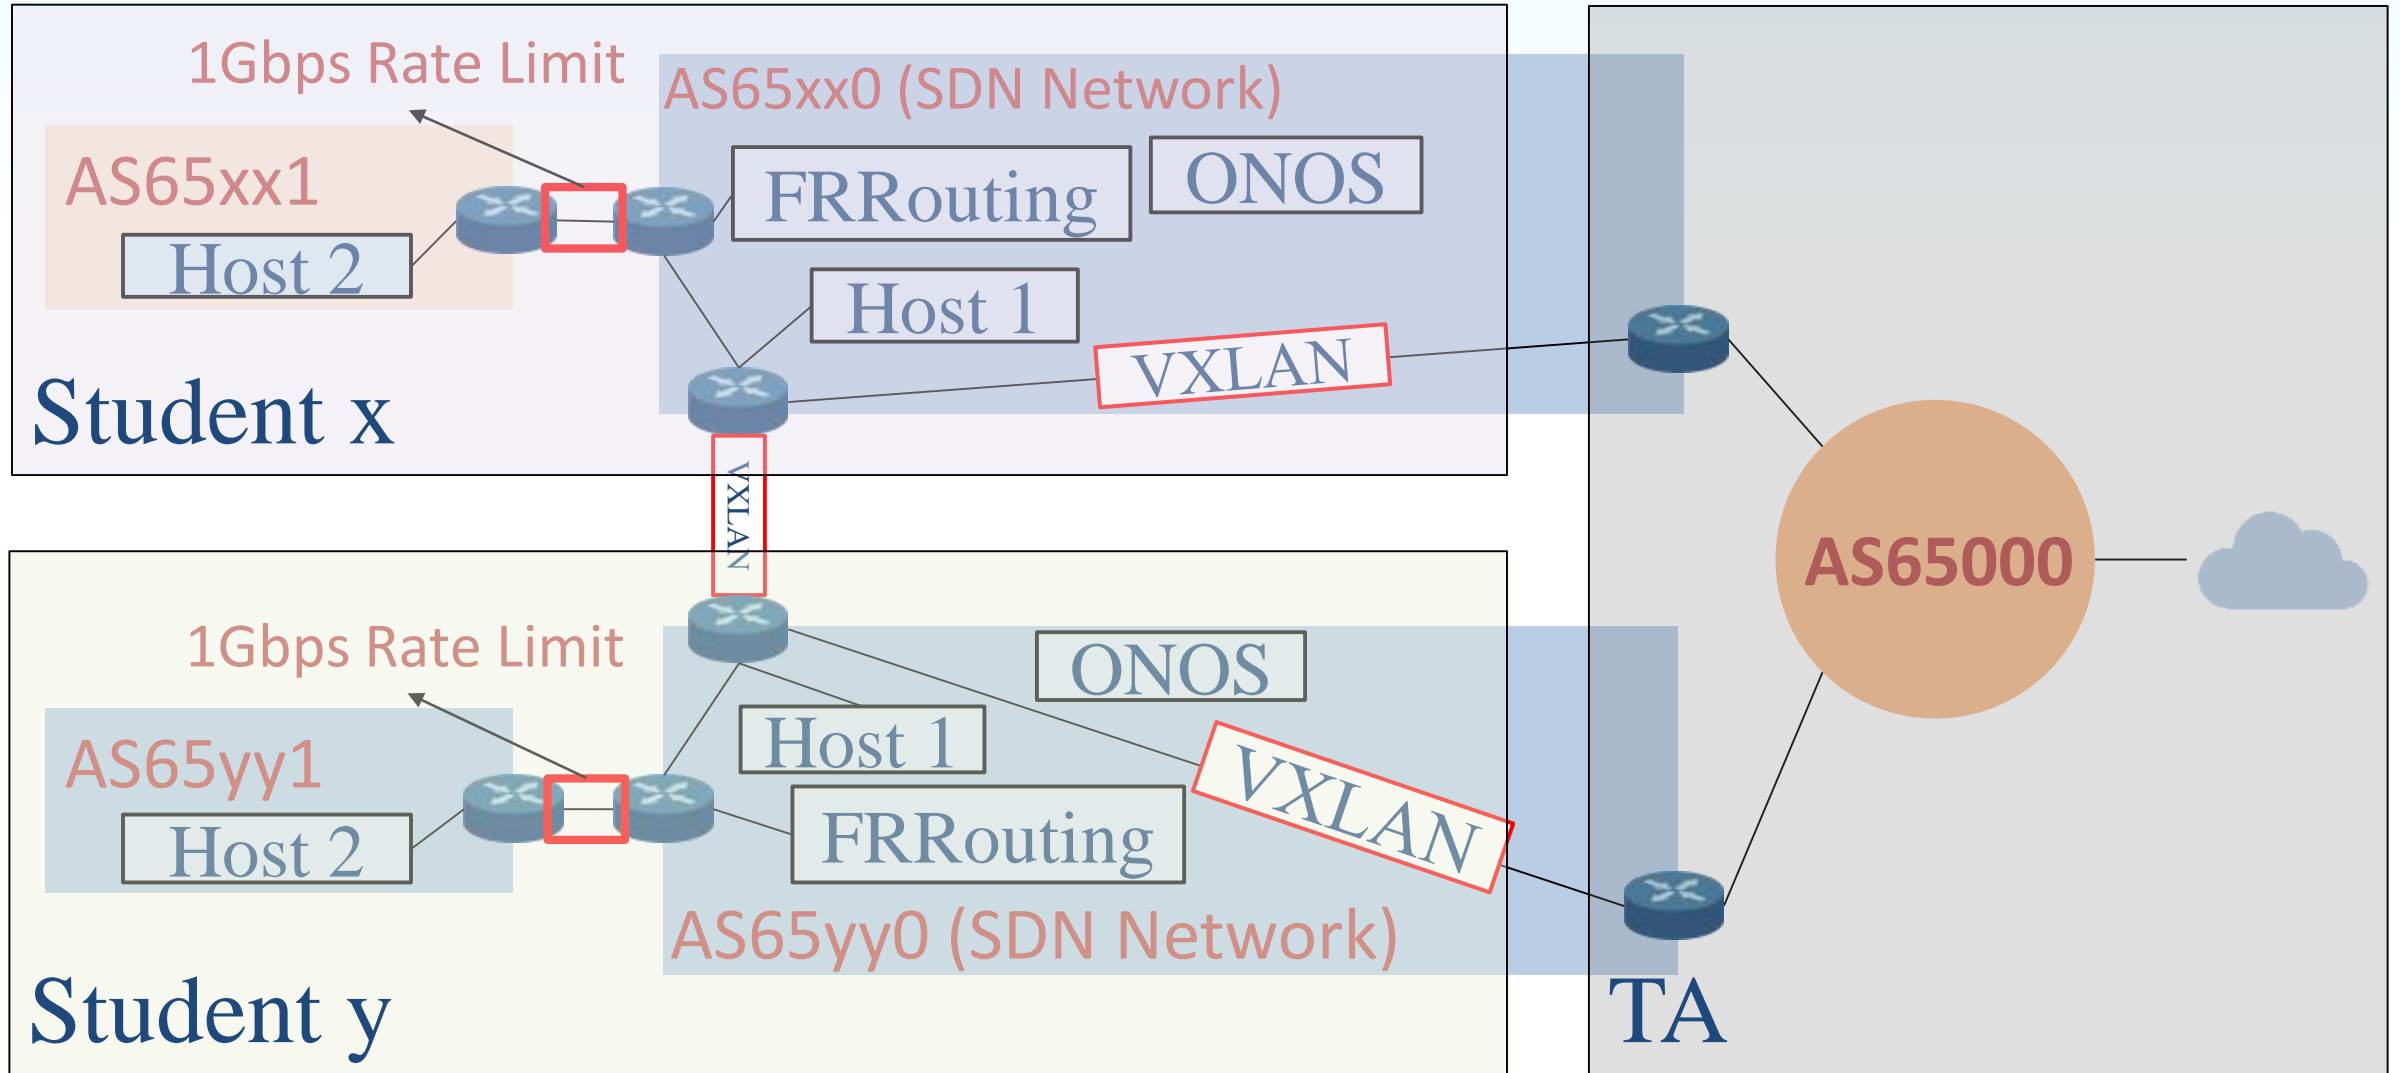 1Gbps Rate Limit
AS65xx0 (SDN Network)
ONOS
FRRouting
AS65xx1
Host 2
Host 1
VXLAN
Student x
VXLAN
AS65000
1Gbps Rate Limit
ONOS
Host 1
AS65yy1
VXLAN
Host 2
FRRouting
AS65yy0 (SDN Network)
Student y
TA